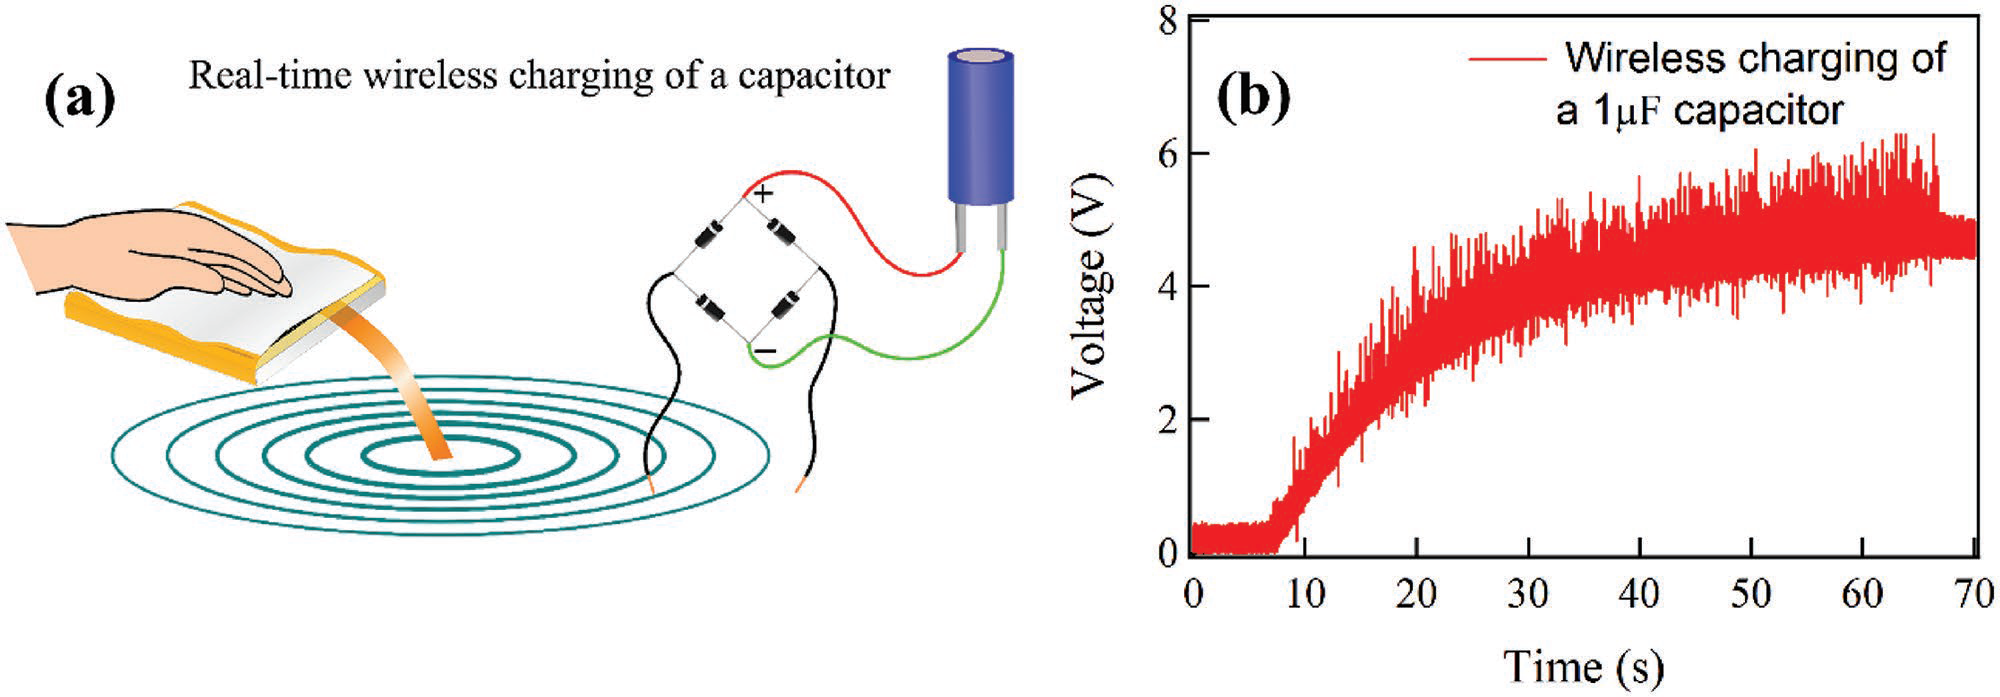 (a)
Real-time wireless charging of a capacitor
+
−
(b)
Wireless charging of
a 1μF capacitor
Voltage (V)
8
6
4
2
0
0 10 20 30 40 50 60 70
Time (s)